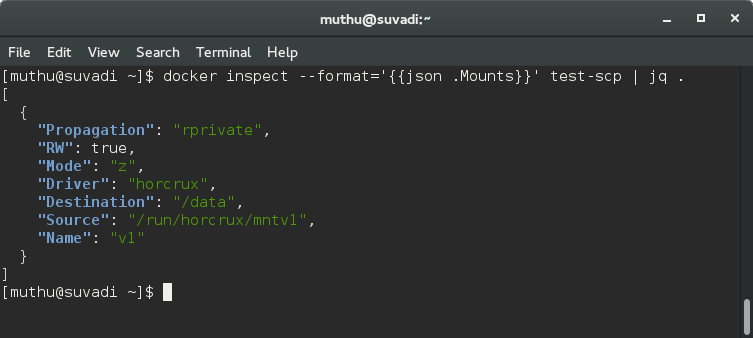 muthu@suvadi:~
File Edit View Search Terminal Help
[muthu@suvadi ~]$ docker inspect --format='{{json .Mounts}}' test-scp | jq .
[
  {
    "Propagation": "rprivate",
    "RW": true,
    "Mode": "z",
    "Driver": "horcrux",
    "Destination": "/data",
    "Source": "/run/horcrux/mntv1",
    "Name": "v1"
  }
]
[muthu@suvadi ~]$